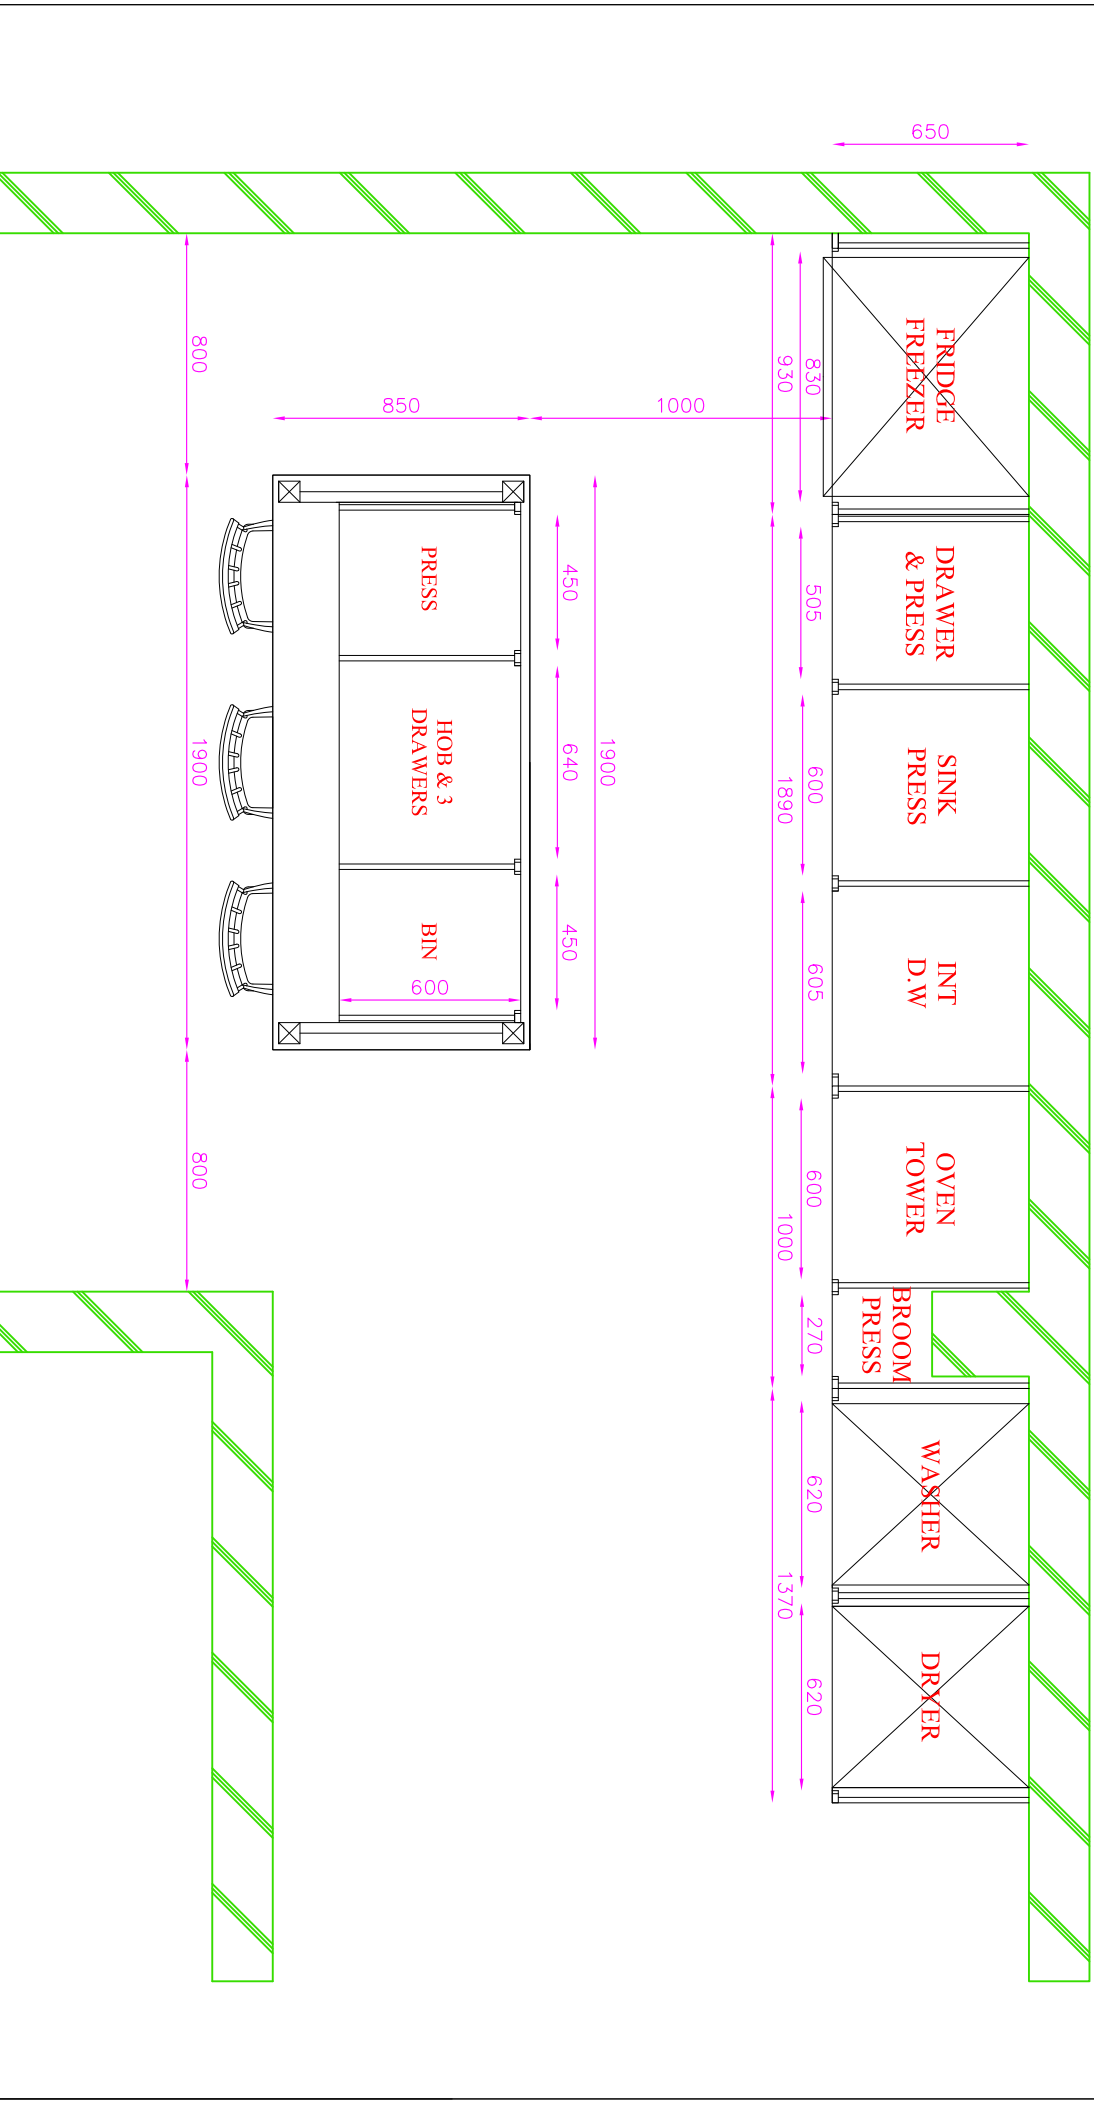 650
FRIDGE
FREEZER
DRAWER
& PRESS
SINK
PRESS
INT
D.W
OVEN
TOWER
BROOM
PRESS
WASHER
DRYER
830
505
600
605
600
270
620
620
930
1890
1000
1370
1000
850
1900
450
640
450
PRESS
HOB & 3
DRAWERS
BIN
600
800
1900
800